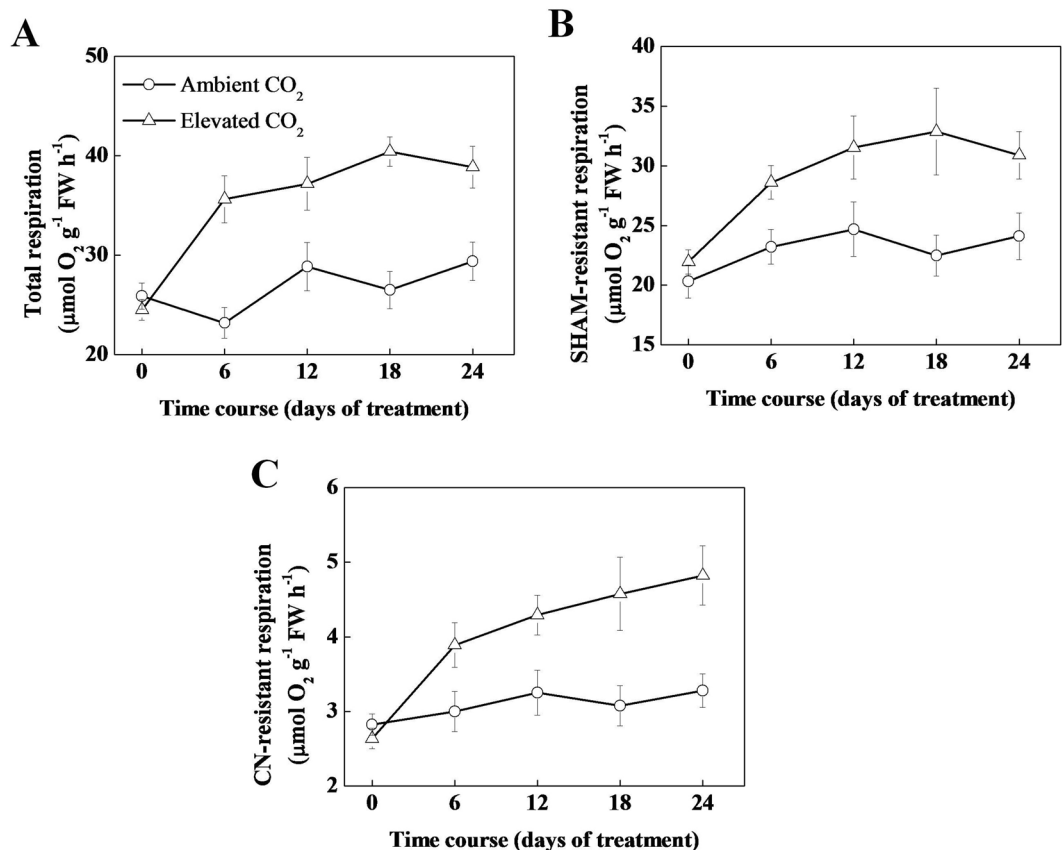 A
50
40
30
20
Total respiration
(μmol O2 g-1 FW h-1)
Ambient CO2
Elevated CO2
0 6 12 18 24
Time course (days of treatment)
B
40
35
30
25
20
15
SHAM-resistant respiration
(μmol O2 g-1 FW h-1)
0 6 12 18 24
Time course (days of treatment)
C
6
5
4
3
2
CN-resistant respiration
(μmol O2 g-1 FW h-1)
0 6 12 18 24
Time course (days of treatment)